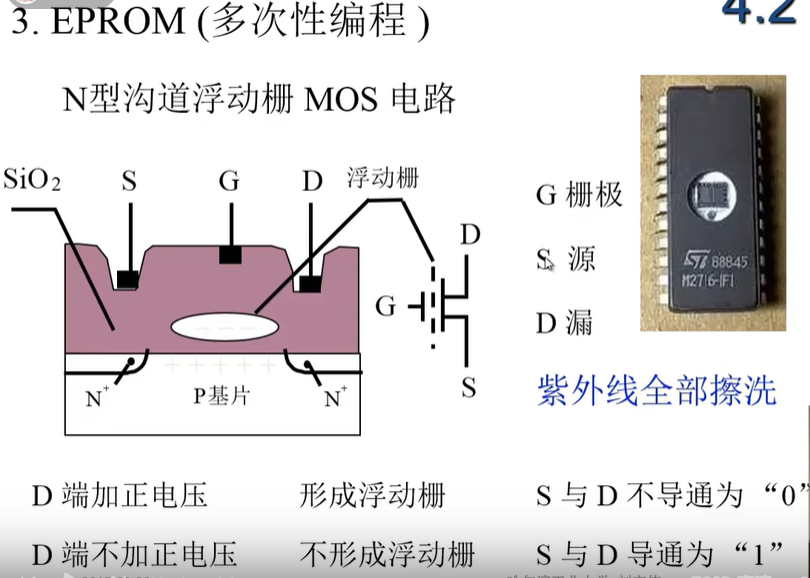 3. EPROM (多次性编程 )
4.2
N型沟道浮动栅 MOS 电路
SiO2 S G D 浮动栅
G 栅极
S 源
D 漏
D
G
S
88845
M2716-1F1
N+ P基片 N+
紫外线全部擦洗
D 端加正电压 形成浮动栅 S 与 D 不导通为 “0”
D 端不加正电压 不形成浮动栅 S 与 D 导通为 “1”